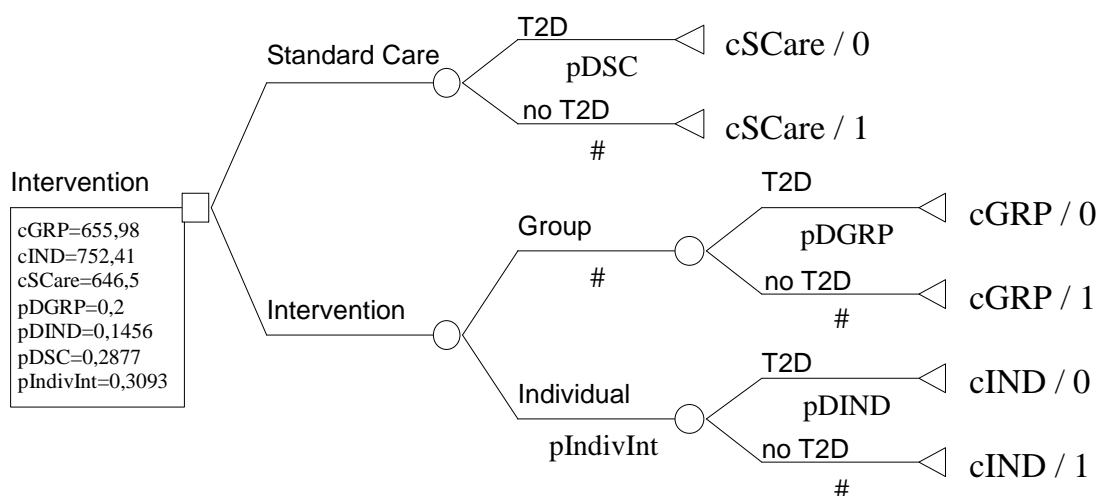 T2D
cSCare / 0
Standard Care
pDSC
no T2D
cSCare / 1
#
Intervention
cGRP=655,98
cIND=752,41
cSCare=646,5
pDGRP=0,2
pDIND=0,1456
pDSC=0,2877
pIndivInt=0,3093
T2D
cGRP / 0
Group
pDGRP
#
no T2D
cGRP / 1
#
Intervention
T2D
cIND / 0
Individual
pDIND
pIndivInt
no T2D
cIND / 1
#